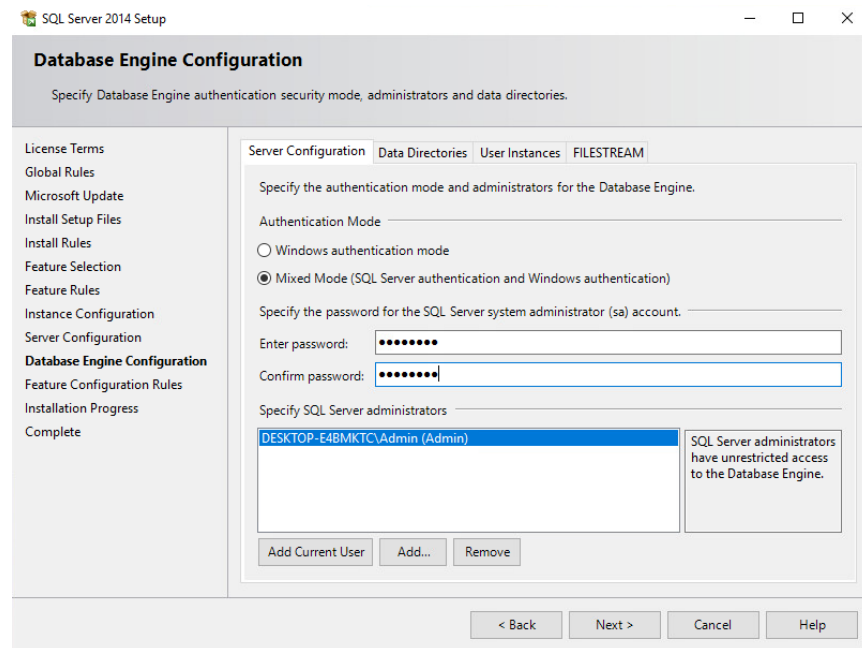 SQL Server 2014 Setup
Database Engine Configuration
Specify Database Engine authentication security mode, administrators and data directories.
License Terms
Global Rules
Microsoft Update
Install Setup Files
Install Rules
Feature Selection
Feature Rules
Instance Configuration
Server Configuration
Database Engine Configuration
Feature Configuration Rules
Installation Progress
Complete
Server Configuration Data Directories User Instances FILESTREAM
Specify the authentication mode and administrators for the Database Engine.
Authentication Mode
Windows authentication mode
Mixed Mode (SQL Server authentication and Windows authentication)
Specify the password for the SQL Server system administrator (sa) account.
Enter password: ●●●●●●●●
Confirm password: ●●●●●●●●
Specify SQL Server administrators
DESKTOP-E4BMKTC\Admin (Admin)
SQL Server administrators
have unrestricted access
to the Database Engine.
Add Current User Add... Remove
< Back Next > Cancel Help